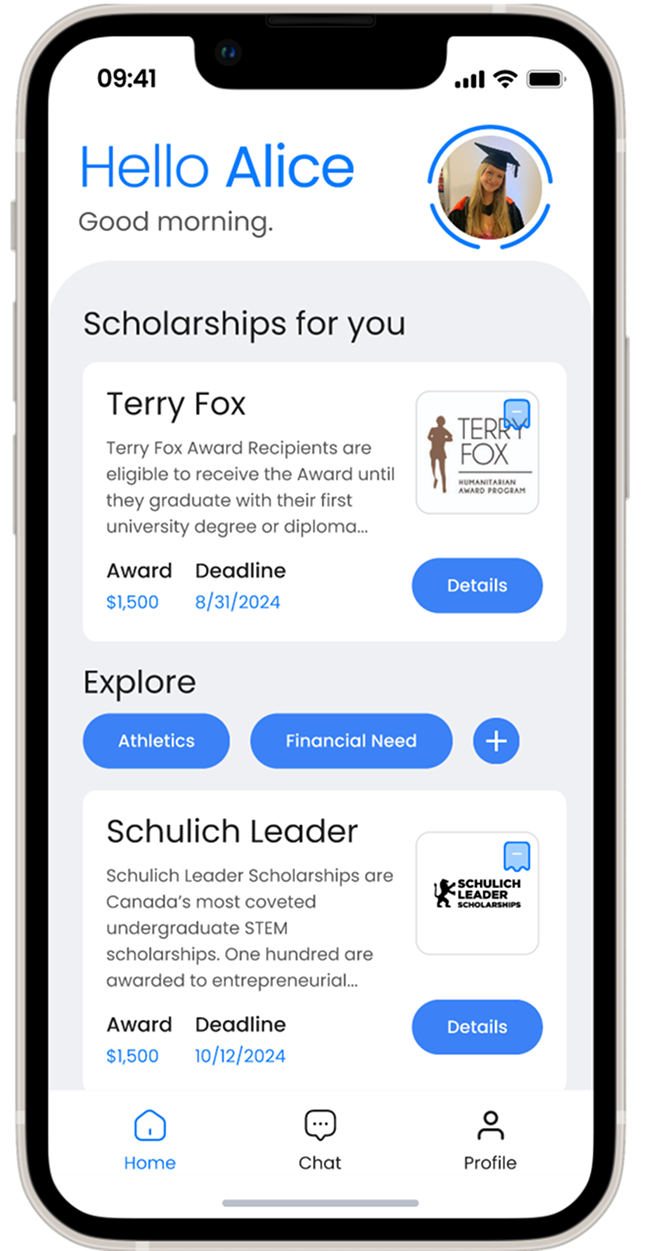 09:41
Hello Alice
Good morning.
Scholarships for you
Terry Fox
Terry Fox Award Recipients are
eligible to receive the Award until
they graduate with their first
university degree or diploma...
TERRY
FOX
HUMANITARIAN
AWARD PROGRAM
Award Deadline
$1,500 8/31/2024
Details
Explore
Athletics
Financial Need
Schulich Leader
Schulich Leader Scholarships are
Canada's most coveted
undergraduate STEM
scholarships. One hundred are
awarded to entrepreneurial...
SCHULICH
LEADER
SCHOLARSHIPS
Award Deadline
$1,500 10/12/2024
Details
Home
Chat
Profile